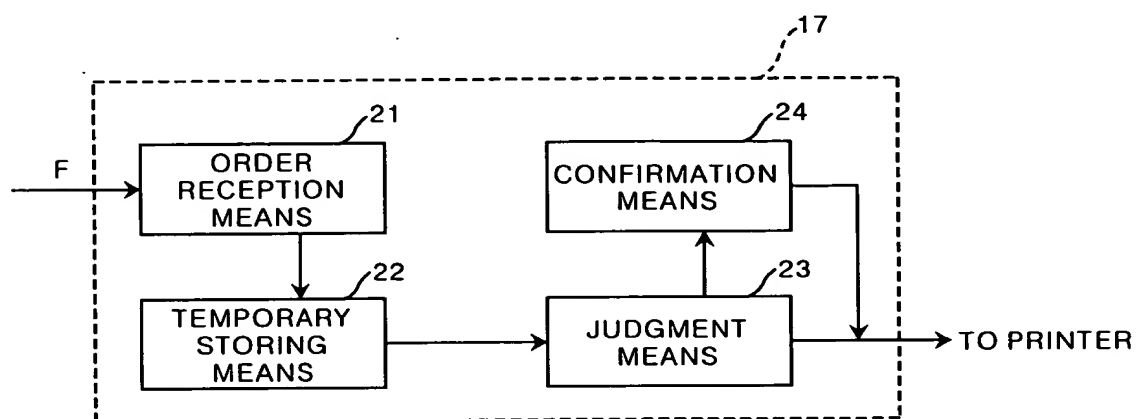 17
21
24
F
ORDER
RECEPTION
MEANS
CONFIRMATION
MEANS
22
23
TEMPORARY
STORING
MEANS
JUDGMENT
MEANS
TO PRINTER